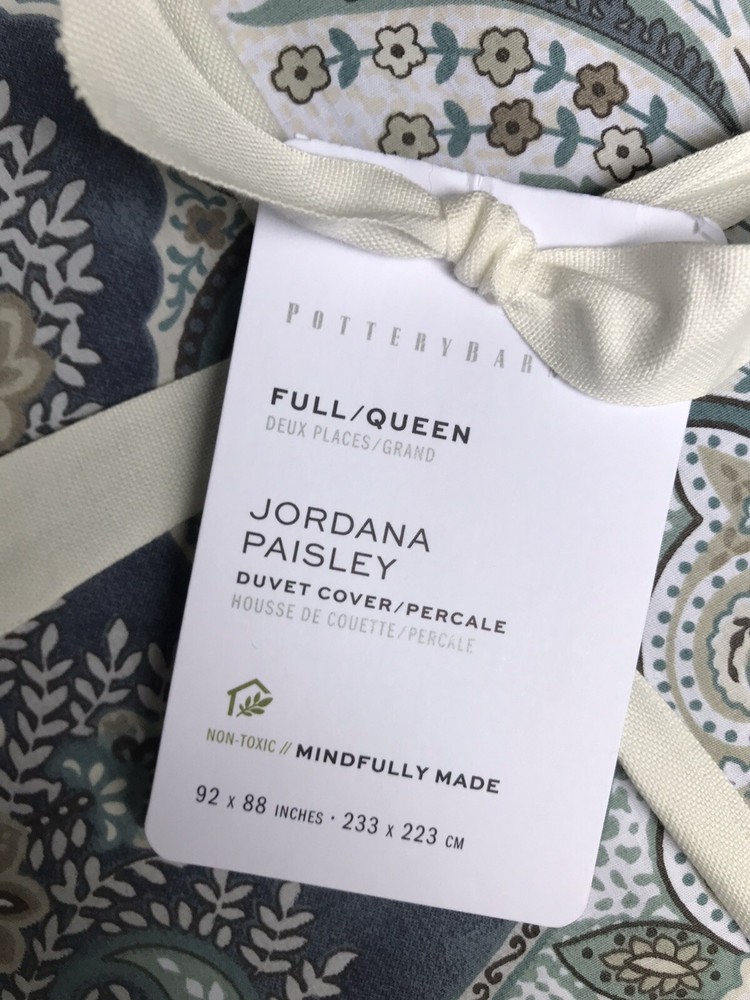 POTTERYBARN
FULL/QUEEN
DEUX PLACES/GRAND
JORDANA
PAISLEY
DUVET COVER/PERCALE
HOUSSE DE COUETTE/PERCALE
NON-TOXIC // MINDFULLY MADE
92 x 88 INCHES · 233 x 223 CM